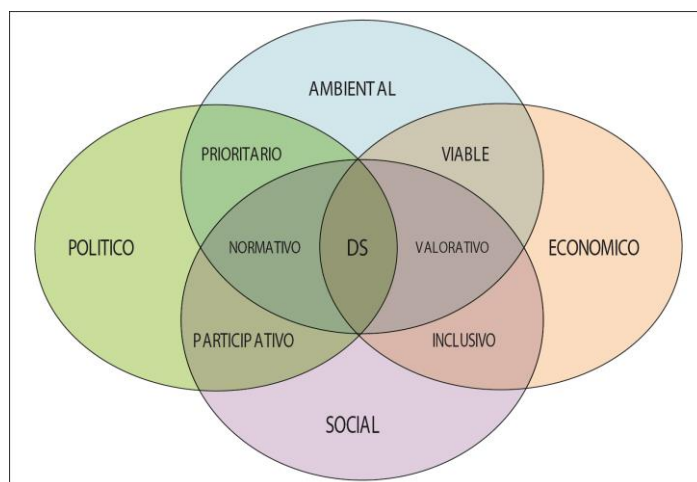 AMBIENTAL
PRIORITARIO
VIABLE
POLITICO
NORMATIVO
DS
VALORATIVO
ECONOMICO
PARTICIPATIVO
INCLUSIVO
SOCIAL